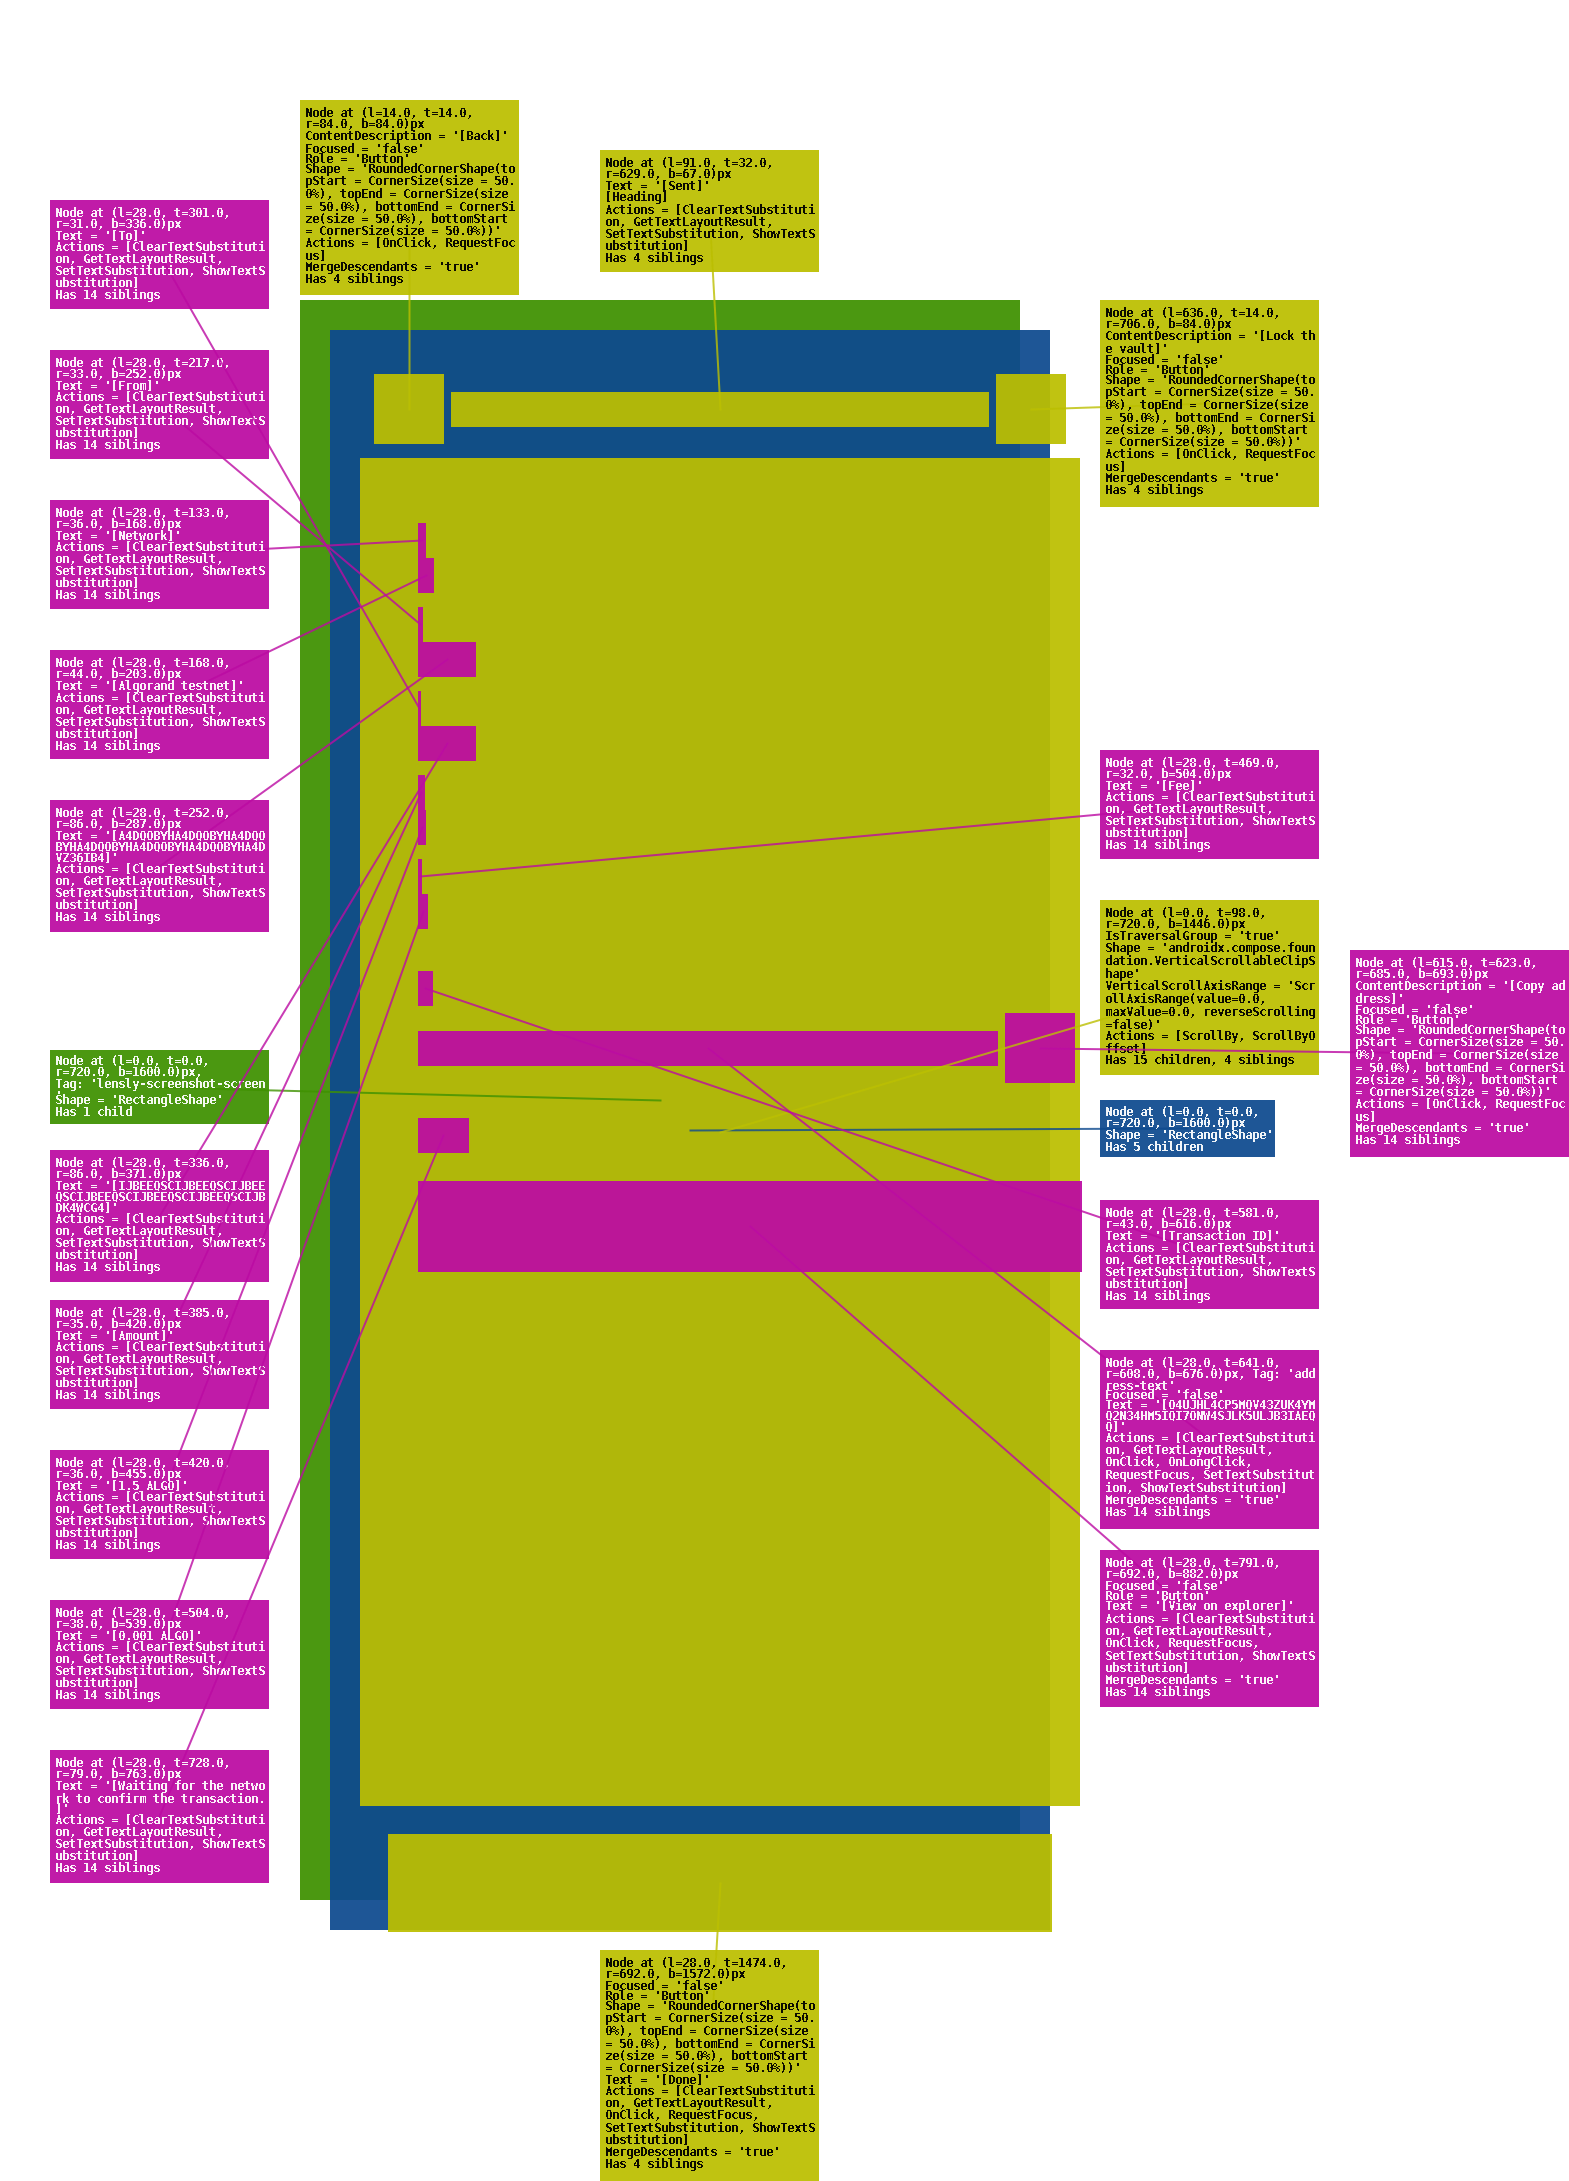 Node at (l=14.0, t=14.0,
r=84.0, b=84.0)px
ContentDescription = '[Back]'
Focused = 'false'
Role = 'Button'
Shape = 'RoundedCornerShape(to
pStart = CornerSize(size = 50.
0%), topEnd = CornerSize(size
= 50.0%), bottomEnd = CornerSi
ze(size = 50.0%), bottomStart
= CornerSize(size = 50.0%))'
Actions = [OnClick, RequestFoc
us]
MergeDescendants = 'true'
Has 4 siblings
Node at (l=91.0, t=32.0,
r=629.0, b=67.0)px
Text = '[Sent]'
[Heading]
Actions = [ClearTextSubstituti
on, GetTextLayoutResult,
SetTextSubstitution, ShowTextS
ubstitution]
Has 4 siblings
Node at (l=28.0, t=301.0,
r=31.0, b=336.0)px
Text = '[To]'
Actions = [ClearTextSubstituti
on, GetTextLayoutResult,
SetTextSubstitution, ShowTextS
ubstitution]
Has 14 siblings
Node at (l=636.0, t=14.0,
r=706.0, b=84.0)px
ContentDescription = '[Lock th
e vault]'
Focused = 'false'
Role = 'Button'
Shape = 'RoundedCornerShape(to
pStart = CornerSize(size = 50.
0%), topEnd = CornerSize(size
= 50.0%), bottomEnd = CornerSi
ze(size = 50.0%), bottomStart
= CornerSize(size = 50.0%))'
Actions = [OnClick, RequestFoc
us]
MergeDescendants = 'true'
Has 4 siblings
Node at (l=28.0, t=217.0,
r=33.0, b=252.0)px
Text = '[From]'
Actions = [ClearTextSubstituti
on, GetTextLayoutResult,
SetTextSubstitution, ShowTextS
ubstitution]
Has 14 siblings
Node at (l=28.0, t=133.0,
r=36.0, b=168.0)px
Text = '[Network]'
Actions = [ClearTextSubstituti
on, GetTextLayoutResult,
SetTextSubstitution, ShowTextS
ubstitution]
Has 14 siblings
Node at (l=28.0, t=168.0,
r=44.0, b=203.0)px
Text = '[Algorand testnet]'
Actions = [ClearTextSubstituti
on, GetTextLayoutResult,
SetTextSubstitution, ShowTextS
ubstitution]
Has 14 siblings
Node at (l=28.0, t=469.0,
r=32.0, b=504.0)px
Text = '[Fee]'
Actions = [ClearTextSubstituti
on, GetTextLayoutResult,
SetTextSubstitution, ShowTextS
ubstitution]
Has 14 siblings
Node at (l=28.0, t=252.0,
r=86.0, b=287.0)px
Text = '[A4DQOBYHA4DQOBYHA4DQO
BYHA4DQOBYHA4DQOBYHA4DQOBYHA4D
VZ36IB4]'
Actions = [ClearTextSubstituti
on, GetTextLayoutResult,
SetTextSubstitution, ShowTextS
ubstitution]
Has 14 siblings
Node at (l=0.0, t=98.0,
r=720.0, b=1446.0)px
IsTraversalGroup = 'true'
Shape = 'androidx.compose.foun
dation.VerticalScrollableClipS
hape'
VerticalScrollAxisRange = 'Scr
ollAxisRange(value=0.0,
maxValue=0.0, reverseScrolling
=false)'
Actions = [ScrollBy, ScrollByO
ffset]
Has 15 children, 4 siblings
Node at (l=615.0, t=623.0,
r=685.0, b=693.0)px
ContentDescription = '[Copy ad
dress]'
Focused = 'false'
Role = 'Button'
Shape = 'RoundedCornerShape(to
pStart = CornerSize(size = 50.
0%), topEnd = CornerSize(size
= 50.0%), bottomEnd = CornerSi
ze(size = 50.0%), bottomStart
= CornerSize(size = 50.0%))'
Actions = [OnClick, RequestFoc
us]
MergeDescendants = 'true'
Has 14 siblings
Node at (l=0.0, t=0.0,
r=720.0, b=1600.0)px,
Tag: 'lensly-screenshot-screen
'
Shape = 'RectangleShape'
Has 1 child
Node at (l=0.0, t=0.0,
r=720.0, b=1600.0)px
Shape = 'RectangleShape'
Has 5 children
Node at (l=28.0, t=336.0,
r=86.0, b=371.0)px
Text = '[IJBEEQSCIJBEEQSCIJBEE
QSCIJBEEQSCIJBEEQSCIJBEEQSCIJB
DK4WCG4]'
Actions = [ClearTextSubstituti
on, GetTextLayoutResult,
SetTextSubstitution, ShowTextS
ubstitution]
Has 14 siblings
Node at (l=28.0, t=581.0,
r=43.0, b=616.0)px
Text = '[Transaction ID]'
Actions = [ClearTextSubstituti
on, GetTextLayoutResult,
SetTextSubstitution, ShowTextS
ubstitution]
Has 14 siblings
Node at (l=28.0, t=385.0,
r=35.0, b=420.0)px
Text = '[Amount]'
Actions = [ClearTextSubstituti
on, GetTextLayoutResult,
SetTextSubstitution, ShowTextS
ubstitution]
Has 14 siblings
Node at (l=28.0, t=641.0,
r=608.0, b=676.0)px, Tag: 'add
ress-text'
Focused = 'false'
Actions = [ClearTextSubstituti
on, GetTextLayoutResult,
OnClick, OnLongClick,
RequestFocus, SetTextSubstitut
ion, ShowTextSubstitution]
MergeDescendants = 'true'
Has 14 siblings
Node at (l=28.0, t=420.0,
r=36.0, b=455.0)px
Text = '[1.5 ALGO]'
Actions = [ClearTextSubstituti
on, GetTextLayoutResult,
SetTextSubstitution, ShowTextS
ubstitution]
Has 14 siblings
Node at (l=28.0, t=791.0,
r=692.0, b=882.0)px
Focused = 'false'
Role = 'Button'
Text = '[View on explorer]'
Actions = [ClearTextSubstituti
on, GetTextLayoutResult,
OnClick, RequestFocus,
SetTextSubstitution, ShowTextS
ubstitution]
MergeDescendants = 'true'
Has 14 siblings
Node at (l=28.0, t=504.0,
r=38.0, b=539.0)px
Text = '[0.001 ALGO]'
Actions = [ClearTextSubstituti
on, GetTextLayoutResult,
SetTextSubstitution, ShowTextS
ubstitution]
Has 14 siblings
Node at (l=28.0, t=728.0,
r=79.0, b=763.0)px
Text = '[Waiting for the netwo
rk to confirm the transaction.
]'
Actions = [ClearTextSubstituti
on, GetTextLayoutResult,
SetTextSubstitution, ShowTextS
ubstitution]
Has 14 siblings
Node at (l=28.0, t=1474.0,
r=692.0, b=1572.0)px
Focused = 'false'
Role = 'Button'
Shape = 'RoundedCornerShape(to
pStart = CornerSize(size = 50.
0%), topEnd = CornerSize(size
= 50.0%), bottomEnd = CornerSi
ze(size = 50.0%), bottomStart
= CornerSize(size = 50.0%))'
Text = '[Done]'
Actions = [ClearTextSubstituti
on, GetTextLayoutResult,
OnClick, RequestFocus,
SetTextSubstitution, ShowTextS
ubstitution]
MergeDescendants = 'true'
Has 4 siblings